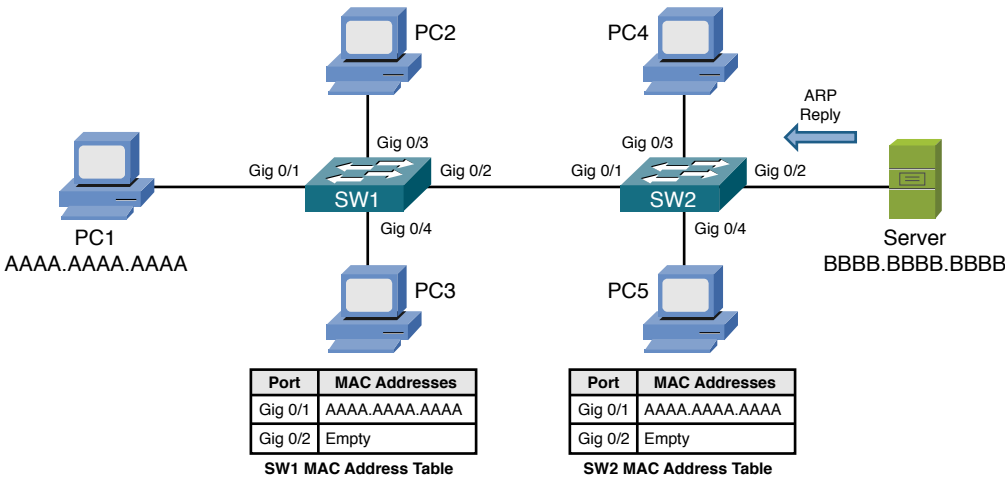 PC2
PC4
ARP
Reply
Gig 0/3
Gig 0/3
Gig 0/1
Gig 0/2
Gig 0/1
Gig 0/2
SW1
SW2
Gig 0/4
Gig 0/4
PC1
AAAA.AAAA.AAAA
Server
BBBB.BBBB.BBBB
PC3
PC5
Port MAC Addresses
Gig 0/1 AAAA.AAAA.AAAA
Gig 0/2 Empty
SW1 MAC Address Table
Port MAC Addresses
Gig 0/1 AAAA.AAAA.AAAA
Gig 0/2 Empty
SW2 MAC Address Table